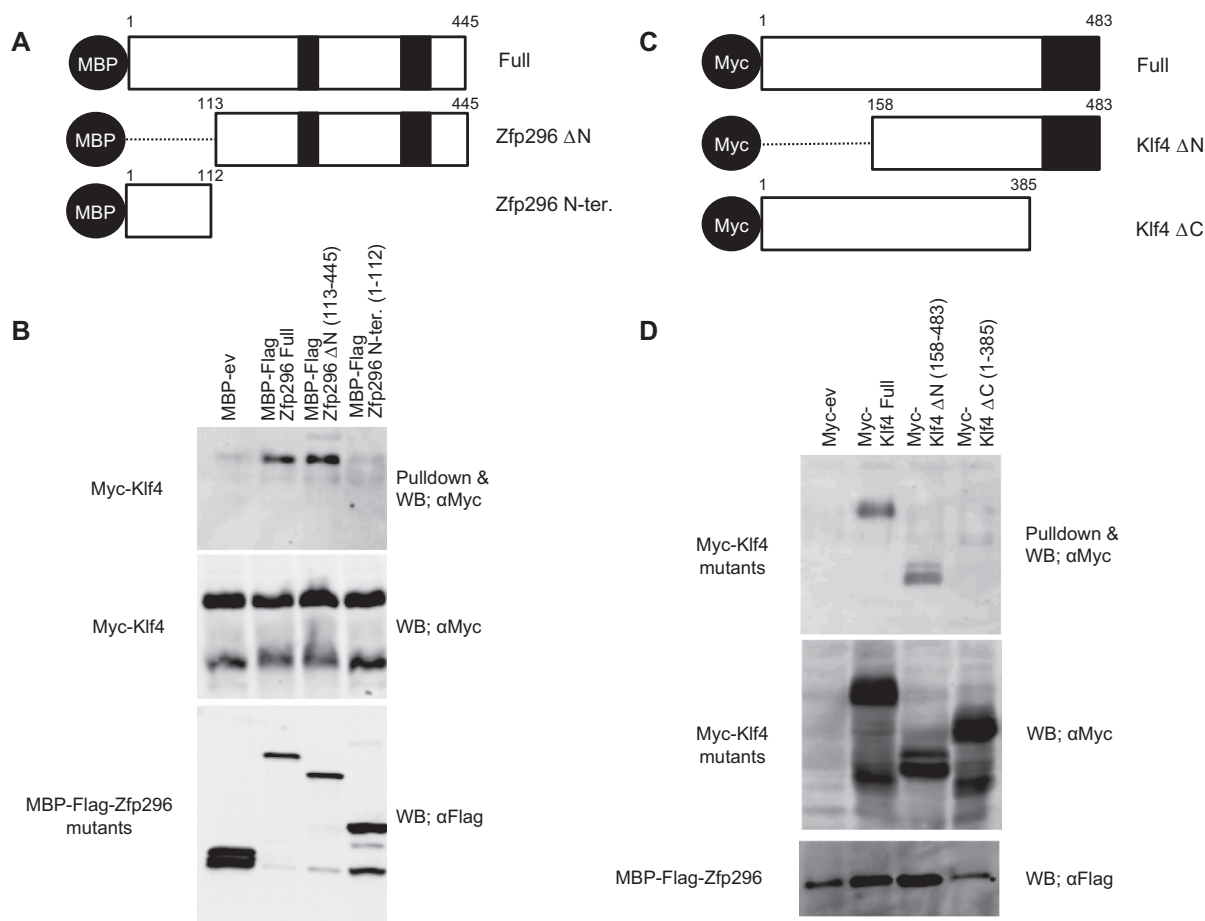 A
1
445
MBP
Full
113
445
MBP
Zfp296 ΔN
1
112
MBP
Zfp296 N-ter.
B
MBP-ev
MBP-Flag
Zfp296 Full
MBP-Flag
Zfp296 ΔN (113-445)
MBP-Flag
Zfp296 N-ter. (1-112)
Myc-Klf4
Pulldown &
WB; αMyc
Myc-Klf4
WB; αMyc
MBP-Flag-Zfp296
mutants
WB; αFlag
C
1
483
Myc
Full
158
483
Myc
Klf4 ΔN
1
385
Myc
Klf4 ΔC
D
Myc-ev
Myc-
Klf4 Full
Myc-
Klf4 ΔN (158-483)
Myc-
Klf4 ΔC (1-385)
Myc-Klf4
mutants
Pulldown &
WB; αMyc
Myc-Klf4
mutants
WB; αMyc
MBP-Flag-Zfp296
WB; αFlag